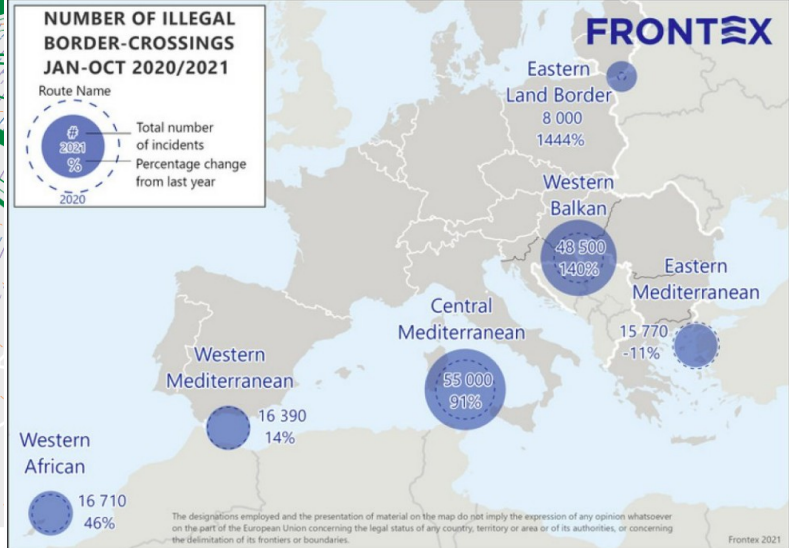 NUMBER OF ILLEGAL
BORDER-CROSSINGS
JAN-OCT 2020/2021
Route Name
#
2021
%
Total number
of incidents
Percentage change
from last year
2020
FRONTEX
Eastern
Land Border
8 000
1444%
Western
Balkan
48 500
140%
Eastern
Mediterranean
15 770
-11%
Central
Mediterranean
55 000
91%
Western
Mediterranean
16 390
14%
Western
African
16 710
46%
The designations employed and the presentation of material on the map do not imply the expression of any opinion whatsoever
on the part of the European Union concerning the legal status of any country, territory or area or of its authorities, or concerning
the delimitation of its frontiers or boundaries.
Frontex 2021